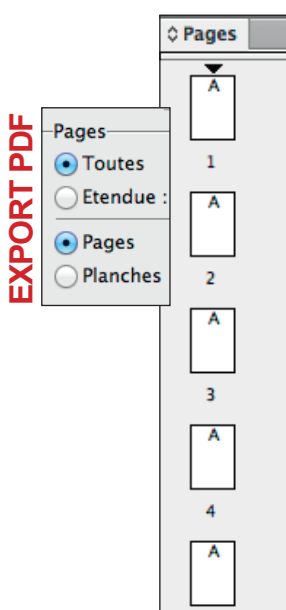 Pages
A
1
A
2
A
3
A
4
A
EXPORT PDF
Pages
Toutes
Etendue :
Pages
Planches